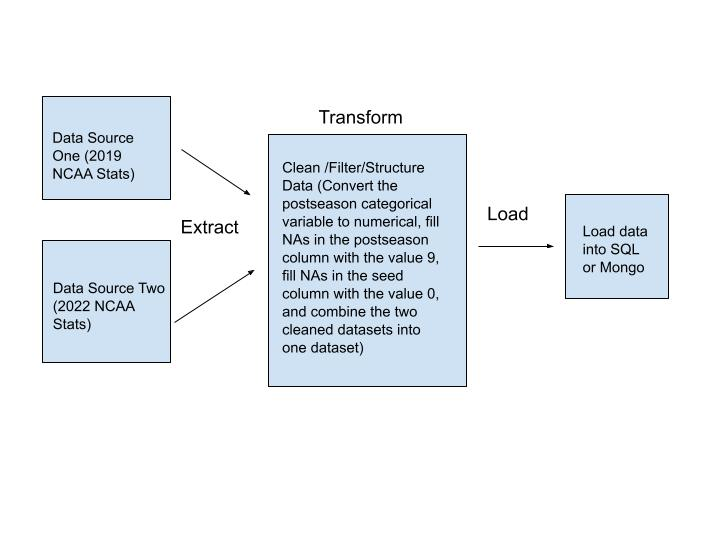 Data Source
One (2019
NCAA Stats)
Data Source Two
(2022 NCAA
Stats)
Extract
Transform
Clean /Filter/Structure
Data (Convert the
postseason categorical
variable to numerical, fill
NAs in the postseason
column with the value 9,
fill NAs in the seed
column with the value 0,
and combine the two
cleaned datasets into
one dataset)
Load
Load data
into SQL
or Mongo